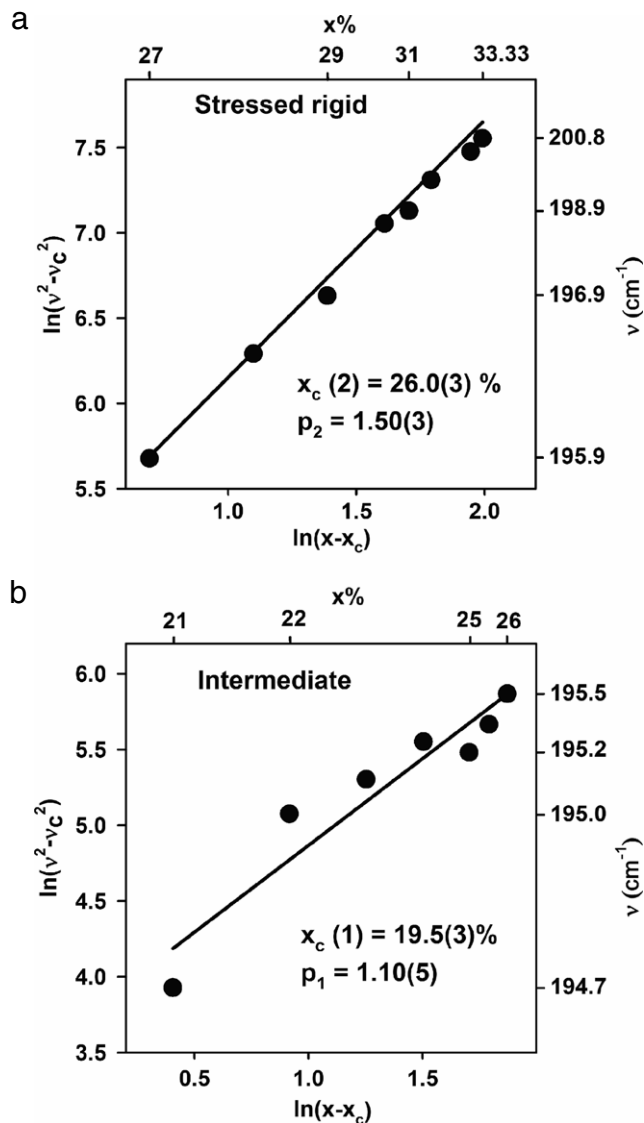 a
x%
27 29 31 33.33
Stressed rigid
7.5
7.0
6.5
6.0
5.5
ln(ν²-νc²)
200.8
198.9
196.9
195.9
ν (cm⁻¹)
xc (2) = 26.0(3) %
p₂ = 1.50(3)
1.0 1.5 2.0
ln(x-xc)
b
x%
21 22 25 26
Intermediate
6.0
5.5
5.0
4.5
4.0
3.5
ln(ν²-νc²)
195.5
195.2
195.0
194.7
ν (cm⁻¹)
xc (1) = 19.5(3)%
p₁ = 1.10(5)
0.5 1.0 1.5
ln(x-xc)